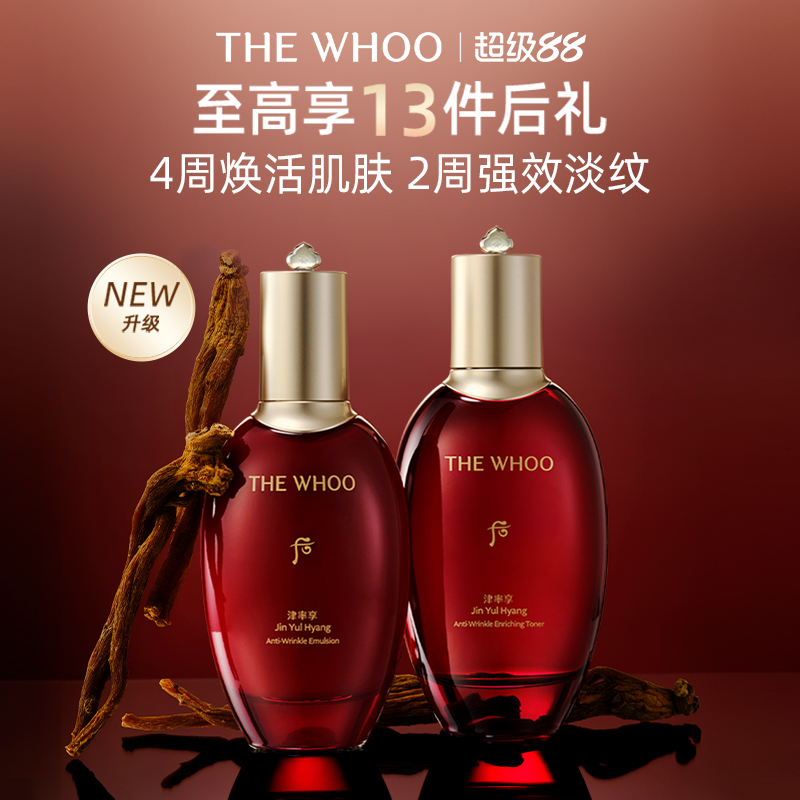 THE WHOO | 超级88
至高享13件后礼
4周焕活肌肤 2周强效淡纹
NEW
升级
THE WHOO
后
津率享
Jin Yul Hyang
Anti-Wrinkle Emulsion
THE WHOO
后
津率享
Jin Yul Hyang
Anti-Wrinkle Enriching Toner